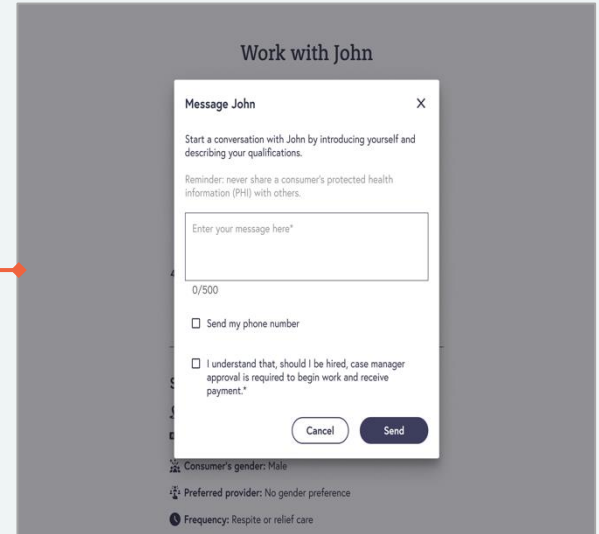 Work with John
Message John X
Start a conversation with John by introducing yourself and
describing your qualifications.
Reminder: never share a consumer's protected health
information (PHI) with others.
Enter your message here*
0/500
Send my phone number
I understand that, should I be hired, case manager
approval is required to begin work and receive
payment.*
Cancel Send
Consumer's gender: Male
Preferred provider: No gender preference
Frequency: Respite or relief care